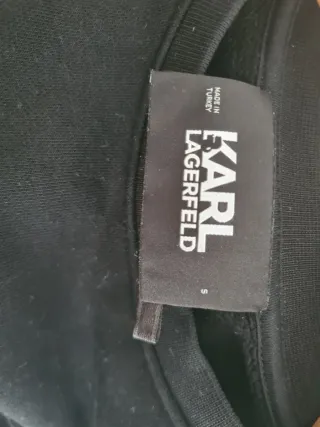 MADE IN
TURKEY
KARL
LAGERFELD
S